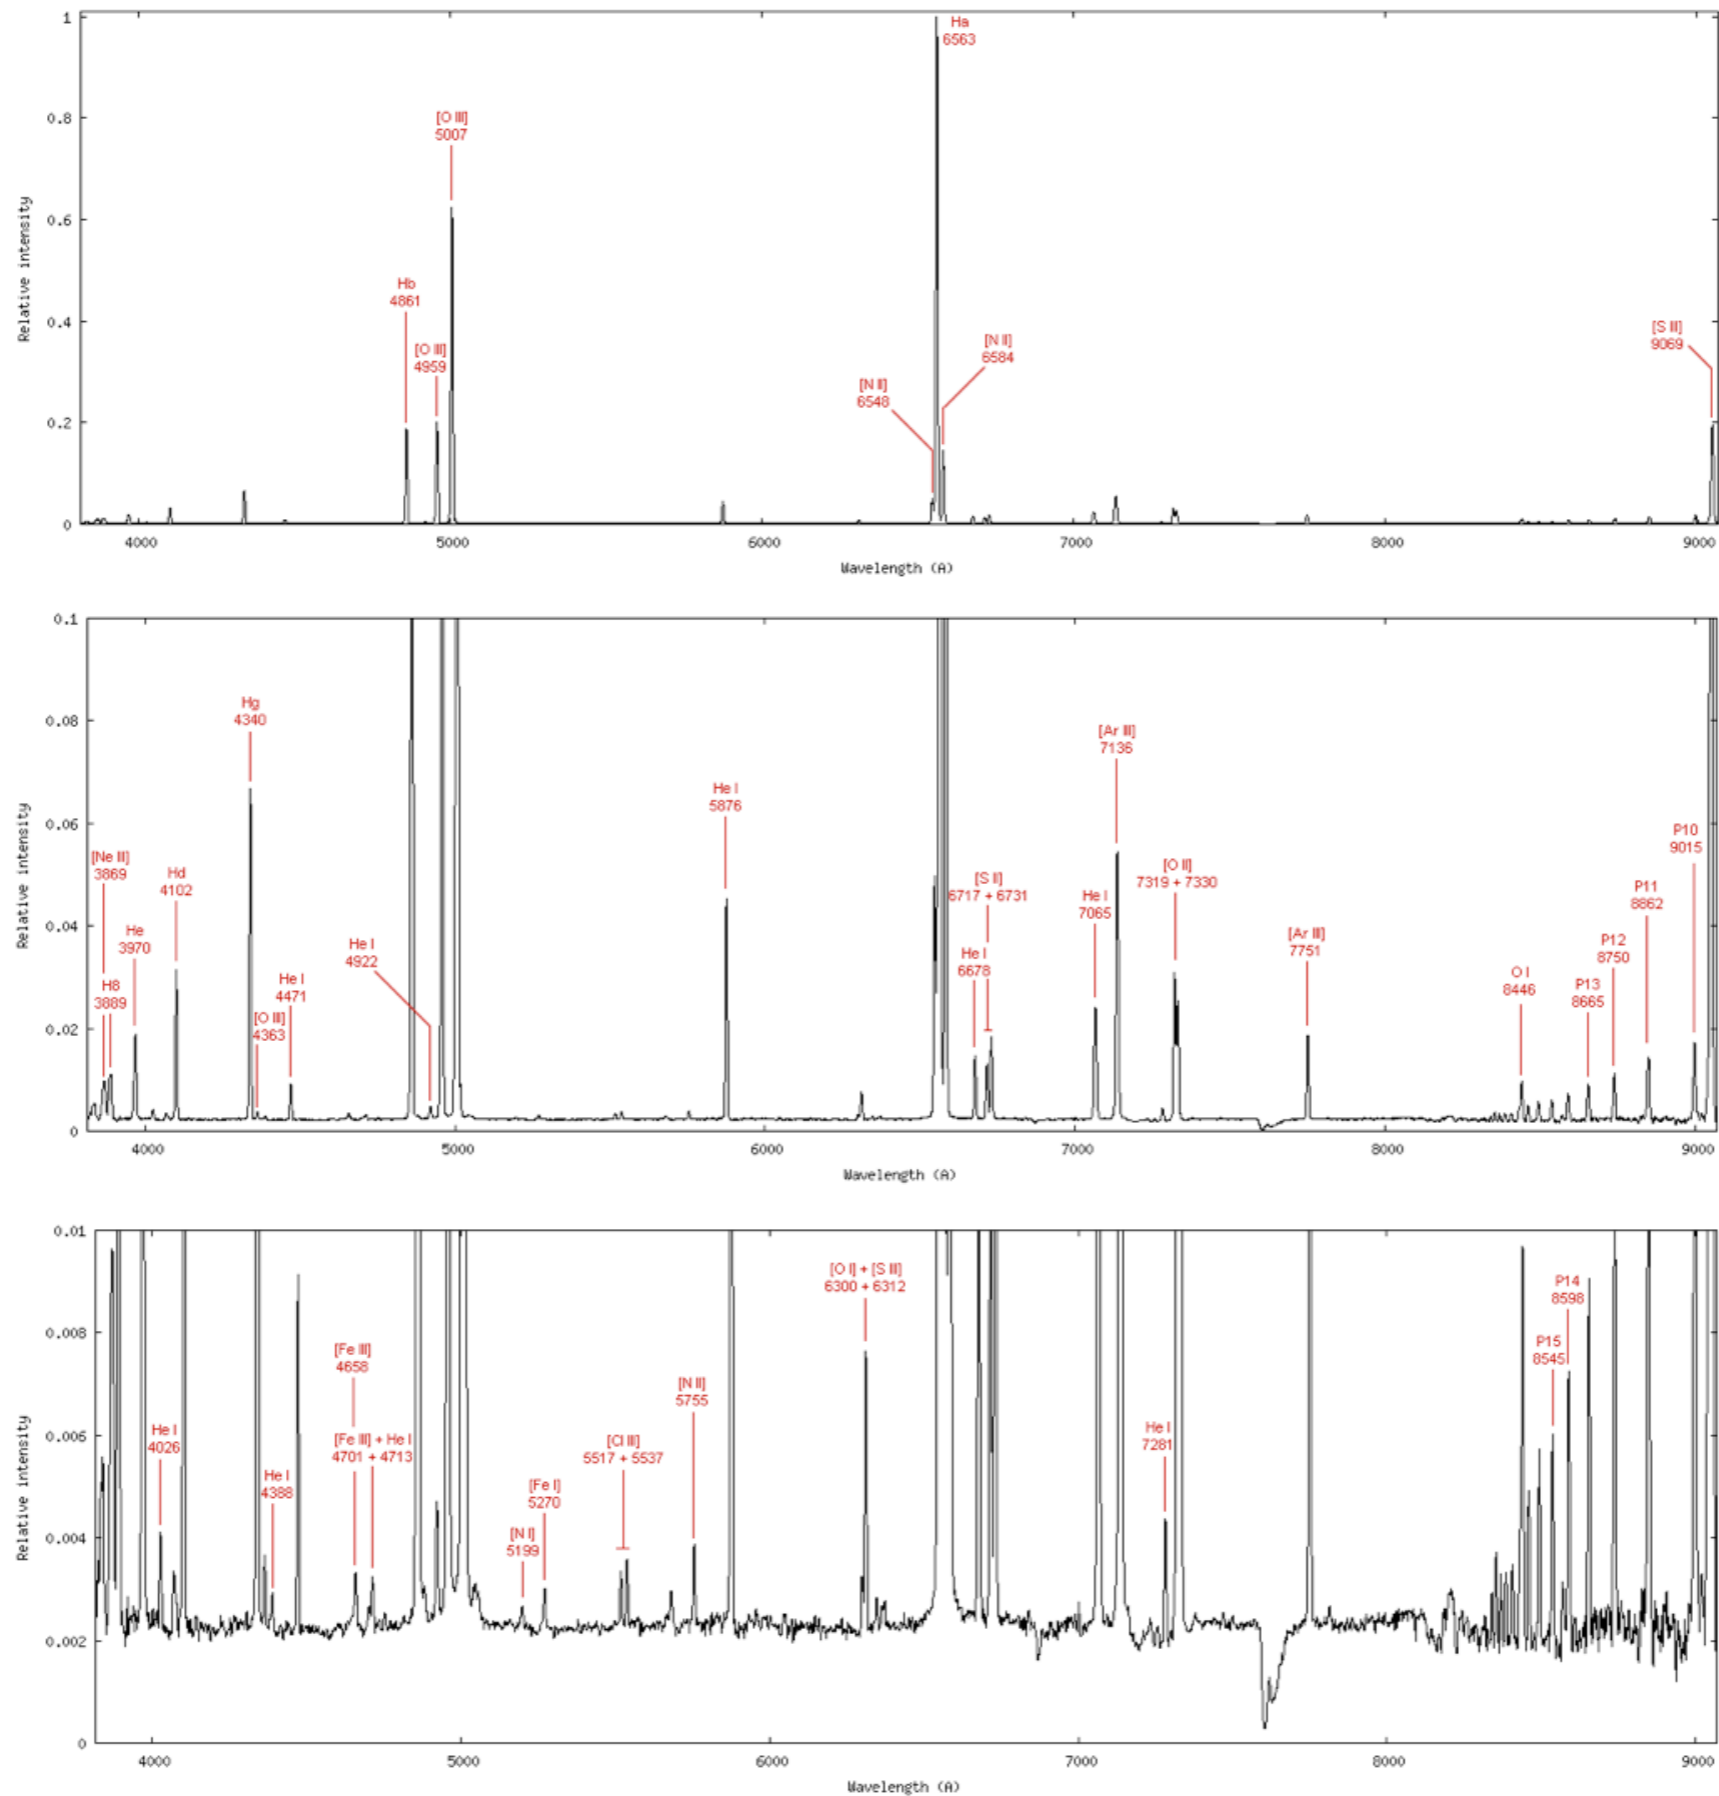 1
0.8
0.6
0.4
0.2
0
Relative intensity
Ha
6563
[O III]
5007
Hb
4861
[O III]
4959
[N II]
6548
[N II]
6584
[S III]
9069
4000
5000
6000
7000
8000
9000
Wavelength (A)
0.1
0.08
0.06
0.04
0.02
0
Relative intensity
[Ne III]
3869
H8
3889
He
3970
Hd
4102
Hg
4340
[O III]
4363
He I
4471
He I
4922
He I
5876
He I
6678
[S II]
6717 + 6731
He I
7065
[Ar III]
7136
[O II]
7319 + 7330
[Ar III]
7751
O I
8446
P13
8665
P12
8750
P11
8862
P10
9015
4000
5000
6000
7000
8000
9000
Wavelength (A)
0.01
0.008
0.006
0.004
0.002
0
Relative intensity
He I
4026
He I
4388
[Fe III]
4658
[Fe III] + He I
4701 + 4713
[N I]
5199
[Fe I]
5270
[Cl III]
5517 + 5537
[N II]
5755
[O I] + [S III]
6300 + 6312
He I
7281
P15
8545
P14
8598
4000
5000
6000
7000
8000
9000
Wavelength (A)